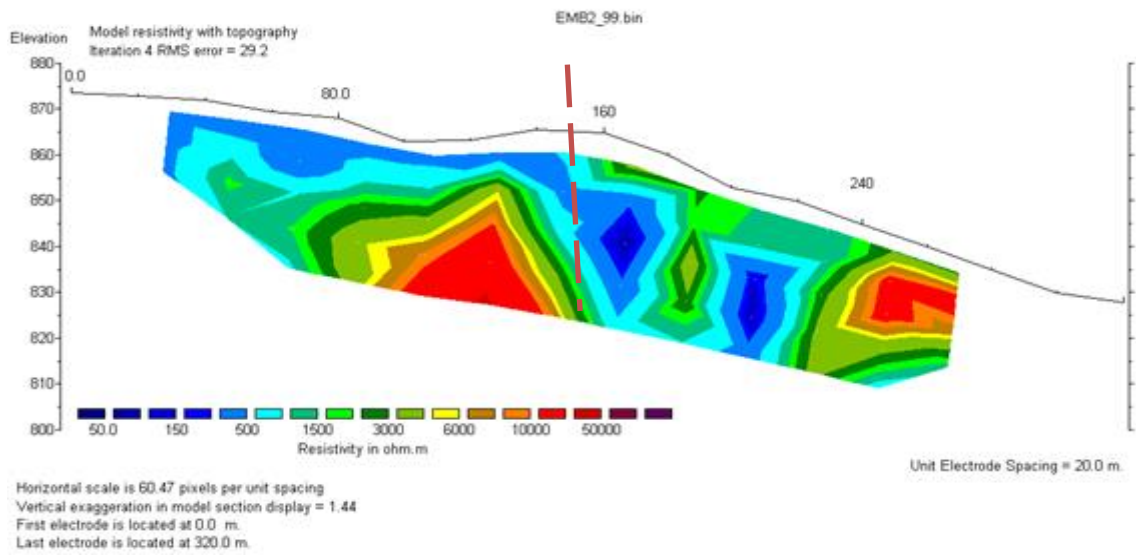 EMB2_99.bin
Model resistivity with topography
Iteration 4 RMS error = 29.2
Elevation
880
0.0
80.0
160
240
870
860
850
840
830
820
810
800
50.0 150 500 1500 3000 6000 10000 50000
Resistivity in ohm.m
Unit Electrode Spacing = 20.0 m.
Horizontal scale is 60.47 pixels per unit spacing
Vertical exaggeration in model section display = 1.44
First electrode is located at 0.0 m.
Last electrode is located at 320.0 m.